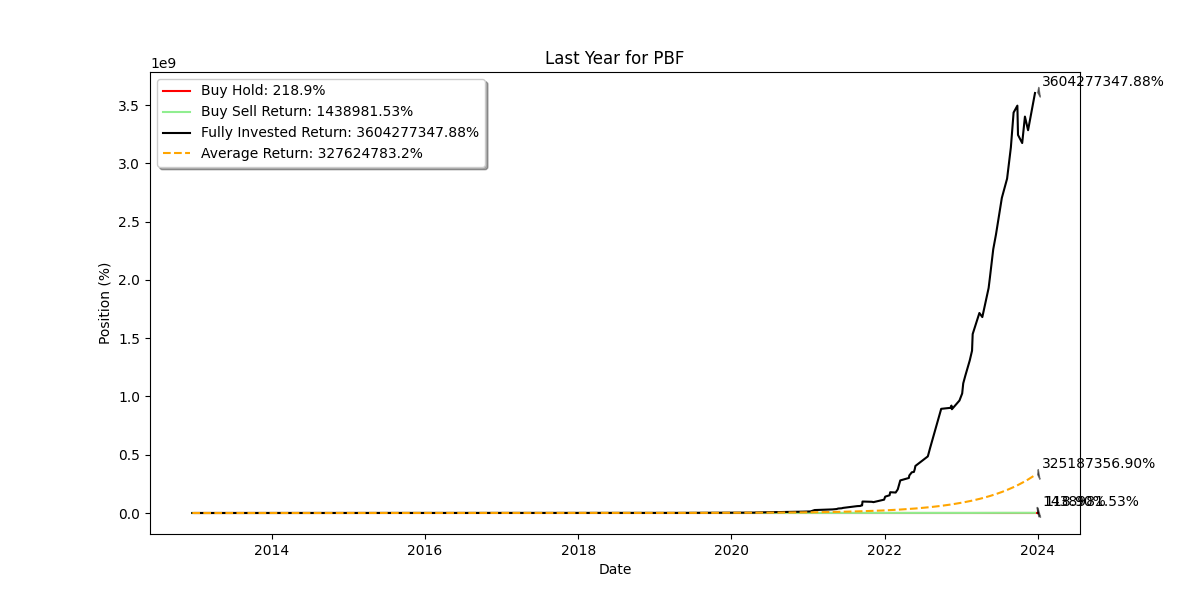 Last Year for PBF
1e9
3604277347.88%
Buy Hold: 218.9%
Buy Sell Return: 1438981.53%
Fully Invested Return: 3604277347.88%
Average Return: 327624783.2%
3.5
3.0
2.5
2.0
1.5
1.0
0.5
0.0
Position (%)
325187356.90%
2014
2016
2018
2020
2022
2024
Date